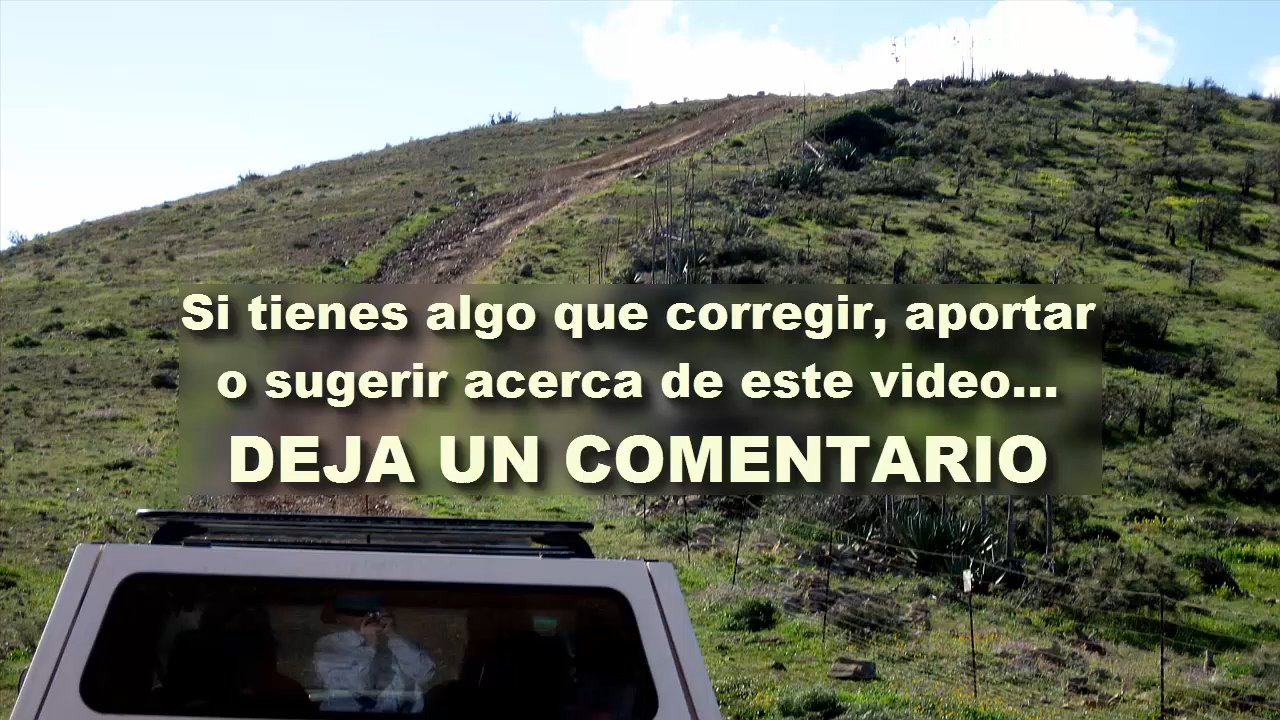 Si tienes algo que corregir, aportar
o sugerir acerca de este video...
DEJA UN COMENTARIO